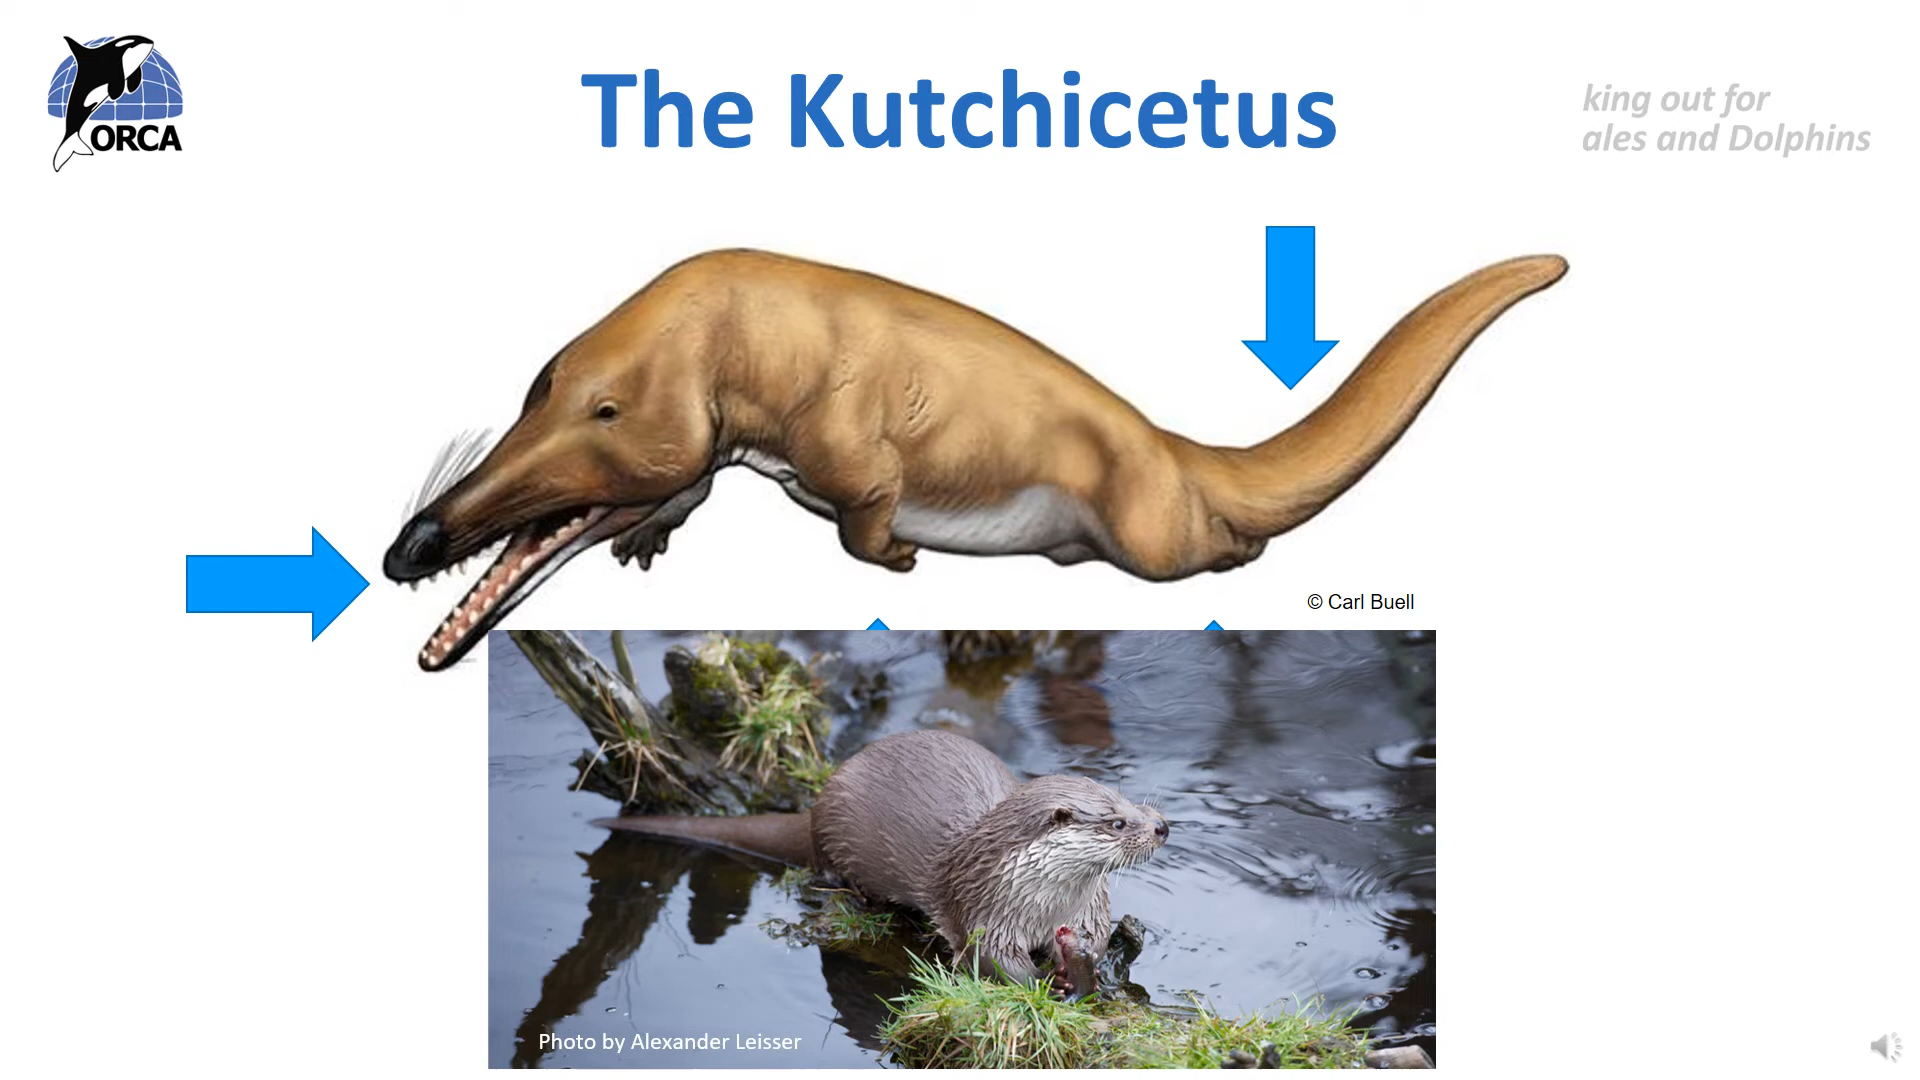 ORCA
The Kutchicetus
king out for
ales and Dolphins
© Carl Buell
Photo by Alexander Leisser